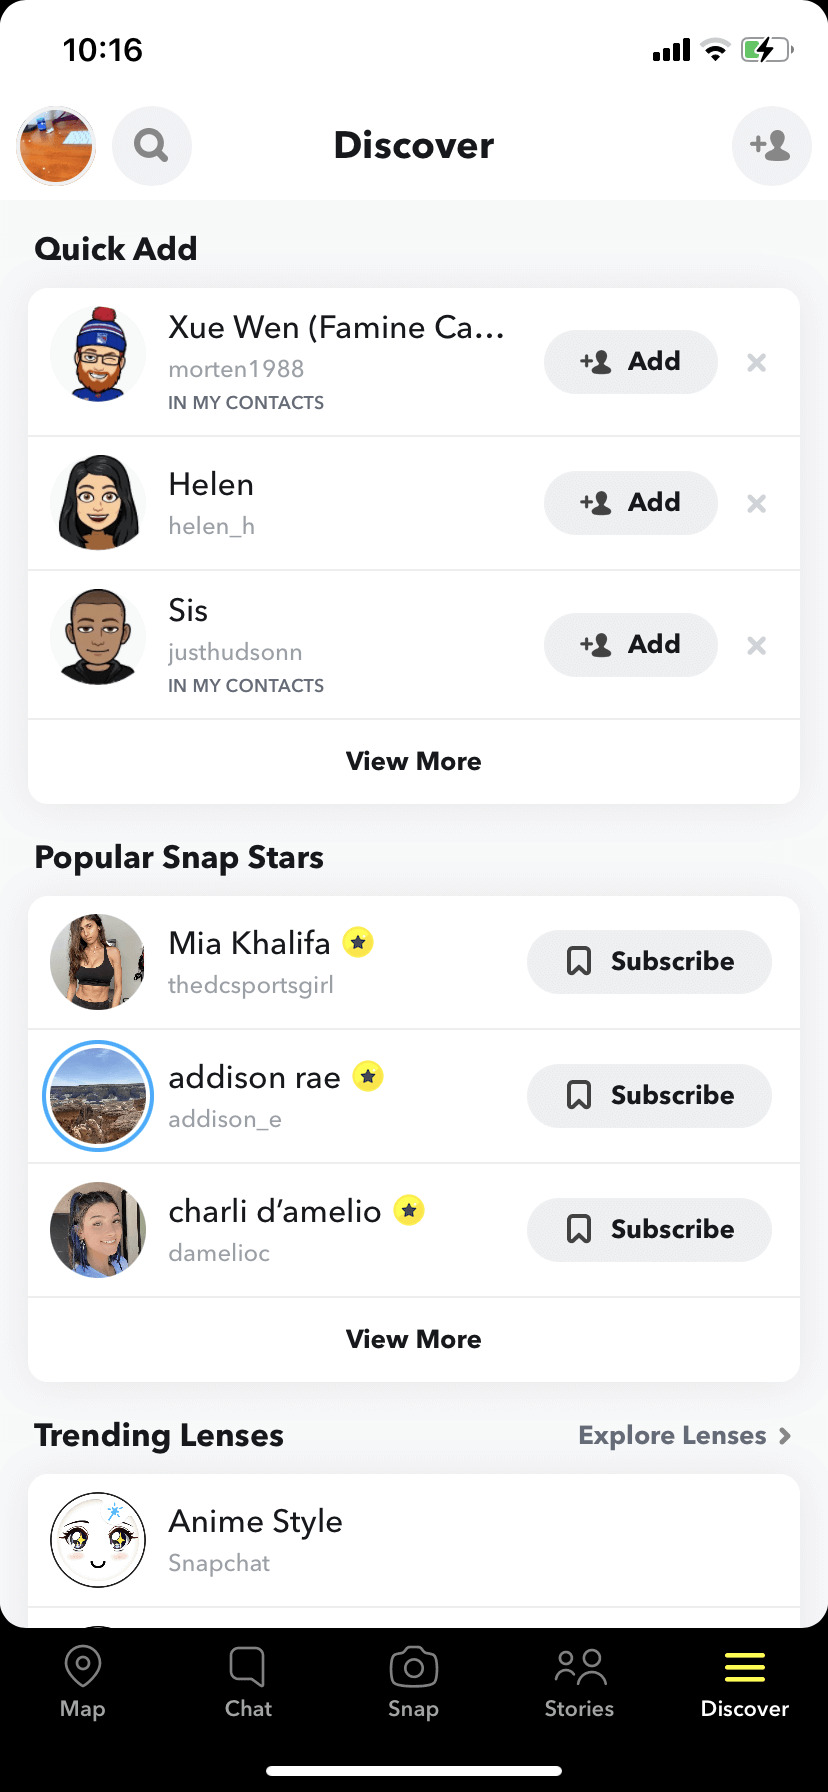 10:16
Discover
Quick Add
Xue Wen (Famine Ca...
morten1988
IN MY CONTACTS
Add
Helen
helen_h
Add
Sis
justhudsonn
IN MY CONTACTS
Add
View More
Popular Snap Stars
Mia Khalifa
thedcsportsgirl
Subscribe
addison rae
addison_e
Subscribe
charli d’amelio
damelioc
Subscribe
View More
Trending Lenses
Explore Lenses
Anime Style
Snapchat
Map
Chat
Snap
Stories
Discover